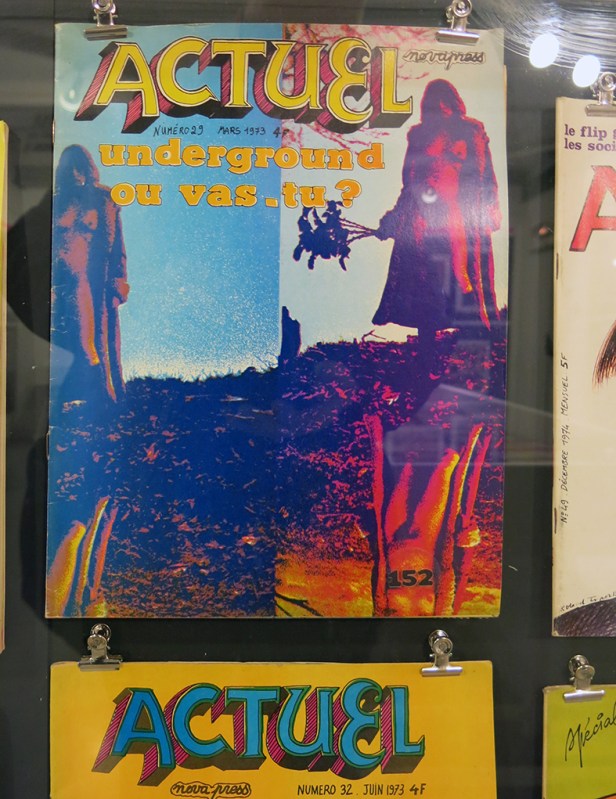 ACTUEL
novapress
NUMÉRO 29 MARS 1973 4F
underground
ou vas-tu ?
152
le flip
les soci
A
N°49 DÉCEMBRE 1974 MENSUEL 5F
ACTUEL
nova-press
NUMERO 32. JUIN 1973 4F
Spécial